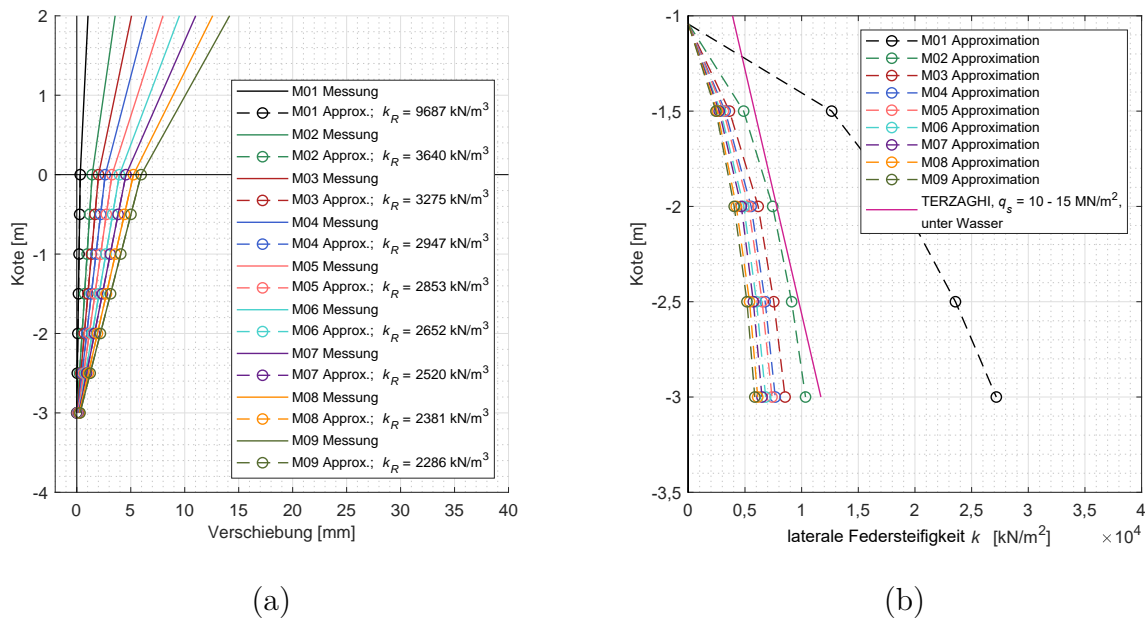 2
1
0
-1
-2
-3
-4
0
5
10
15
20
25
30
35
40
Kote [m]
Verschiebung [mm]
M01 Messung
M01 Approx.; k_R = 9687 kN/m³
M02 Messung
M02 Approx.; k_R = 3640 kN/m³
M03 Messung
M03 Approx.; k_R = 3275 kN/m³
M04 Messung
M04 Approx.; k_R = 2947 kN/m³
M05 Messung
M05 Approx.; k_R = 2853 kN/m³
M06 Messung
M06 Approx.; k_R = 2652 kN/m³
M07 Messung
M07 Approx.; k_R = 2520 kN/m³
M08 Messung
M08 Approx.; k_R = 2381 kN/m³
M09 Messung
M09 Approx.; k_R = 2286 kN/m³
(a)
-1
-1,5
-2
-2,5
-3
-3,5
0
0,5
1
1,5
2
2,5
3
3,5
4
Kote [m]
laterale Federsteifigkeit k [kN/m²]
× 10⁴
M01 Approximation
M02 Approximation
M03 Approximation
M04 Approximation
M05 Approximation
M06 Approximation
M07 Approximation
M08 Approximation
M09 Approximation
TERZAGHI, q_s = 10 - 15 MN/m²,
unter Wasser
(b)